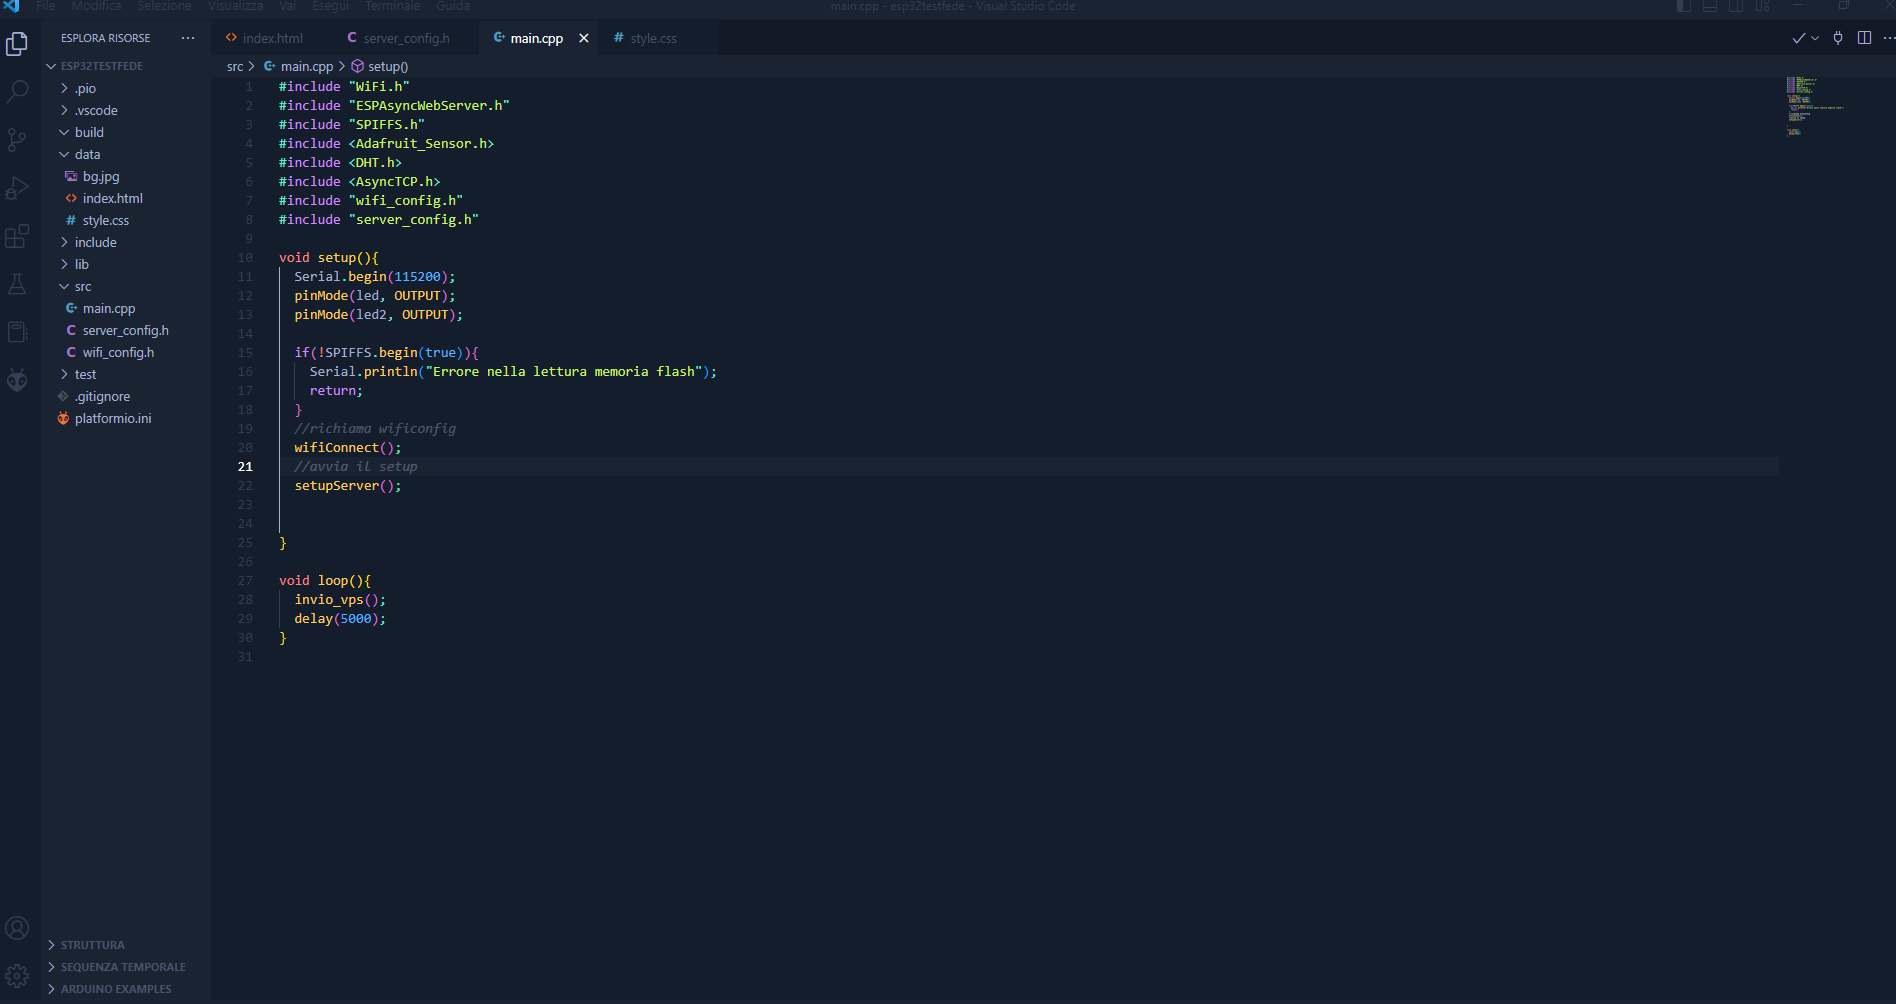 File Modifica Selezione Visualizza Vai Esegui Terminale Guida
main.cpp - esp32testfede - Visual Studio Code
ESPLORA RISORSE
ESP32TESTFEDE
.pio
.vscode
build
data
bg.jpg
index.html
style.css
include
lib
src
main.cpp
server_config.h
wifi_config.h
test
.gitignore
platformio.ini
STRUTTURA
SEQUENZA TEMPORALE
ARDUINO EXAMPLES
index.html server_config.h main.cpp style.css
src > main.cpp > setup()
1 #include "WiFi.h"
2 #include "ESPAsyncWebServer.h"
3 #include "SPIFFS.h"
4 #include <Adafruit_Sensor.h>
5 #include <DHT.h>
6 #include <AsyncTCP.h>
7 #include "wifi_config.h"
8 #include "server_config.h"
9
10 void setup(){
11 Serial.begin(115200);
12 pinMode(led, OUTPUT);
13 pinMode(led2, OUTPUT);
14
15 if(!SPIFFS.begin(true)){
16 Serial.println("Errore nella lettura memoria flash");
17 return;
18 }
19 //richiama wificonfig
20 wifiConnect();
21 //avvia il setup
22 setupServer();
23
24
25 }
26
27 void loop(){
28 invio_vps();
29 delay(5000);
30 }
31